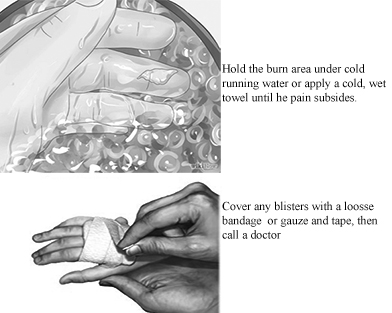 Hold the burn area under cold
running water or apply a cold, wet
towel until he pain subsides.
Cover any blisters with a loosse
bandage or gauze and tape, then
call a doctor